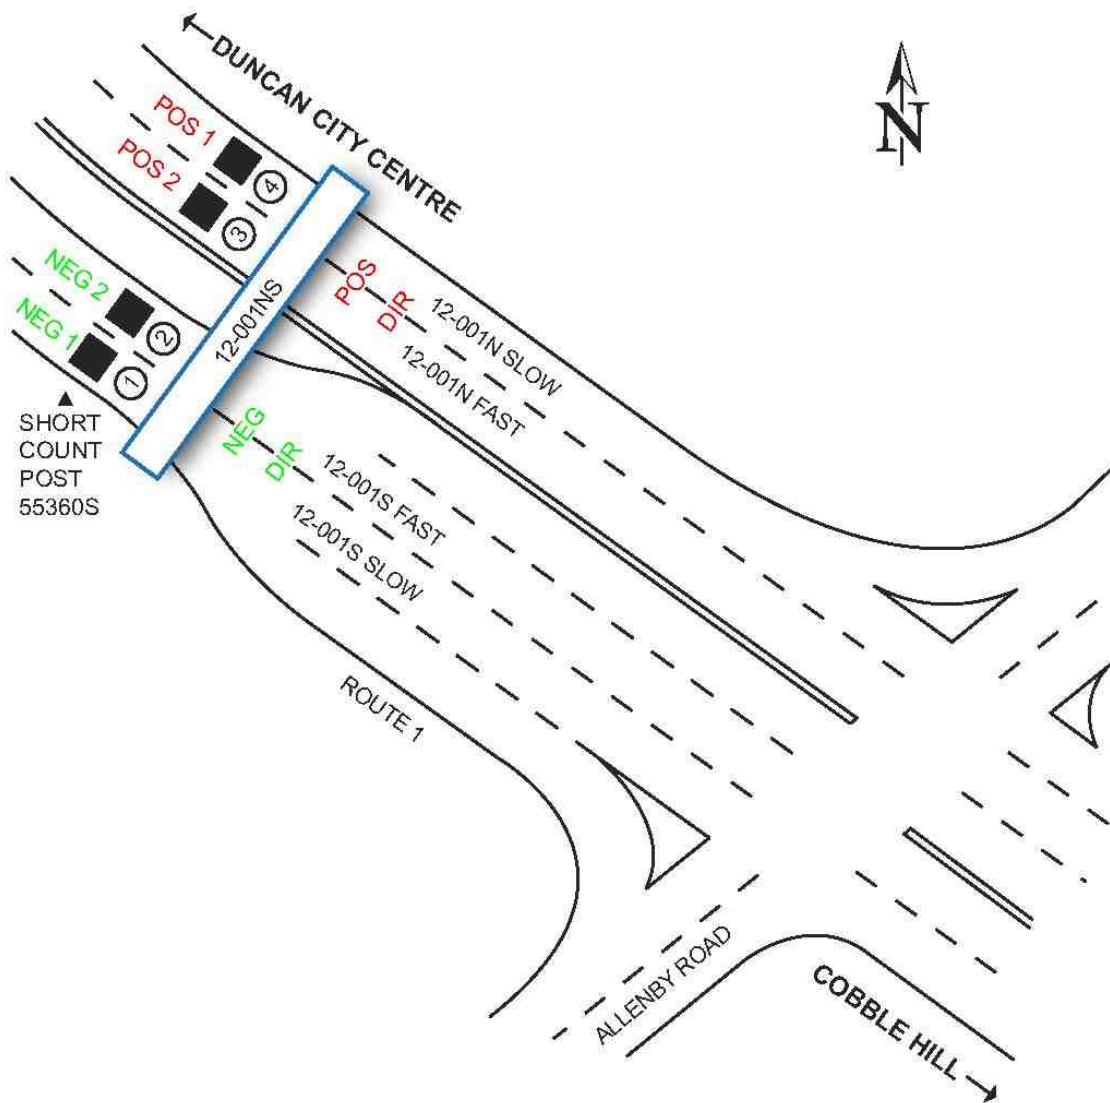 DUNCAN CITY CENTRE
N
POS 1
POS 2
4
3
NEG 2
NEG 1
2
1
12-001NS
POS
DIR
12-001N SLOW
12-001N FAST
NEG
DIR
12-001S FAST
12-001S SLOW
SHORT
COUNT
POST
55360S
ROUTE 1
ALLENBY ROAD
COBBLE HILL